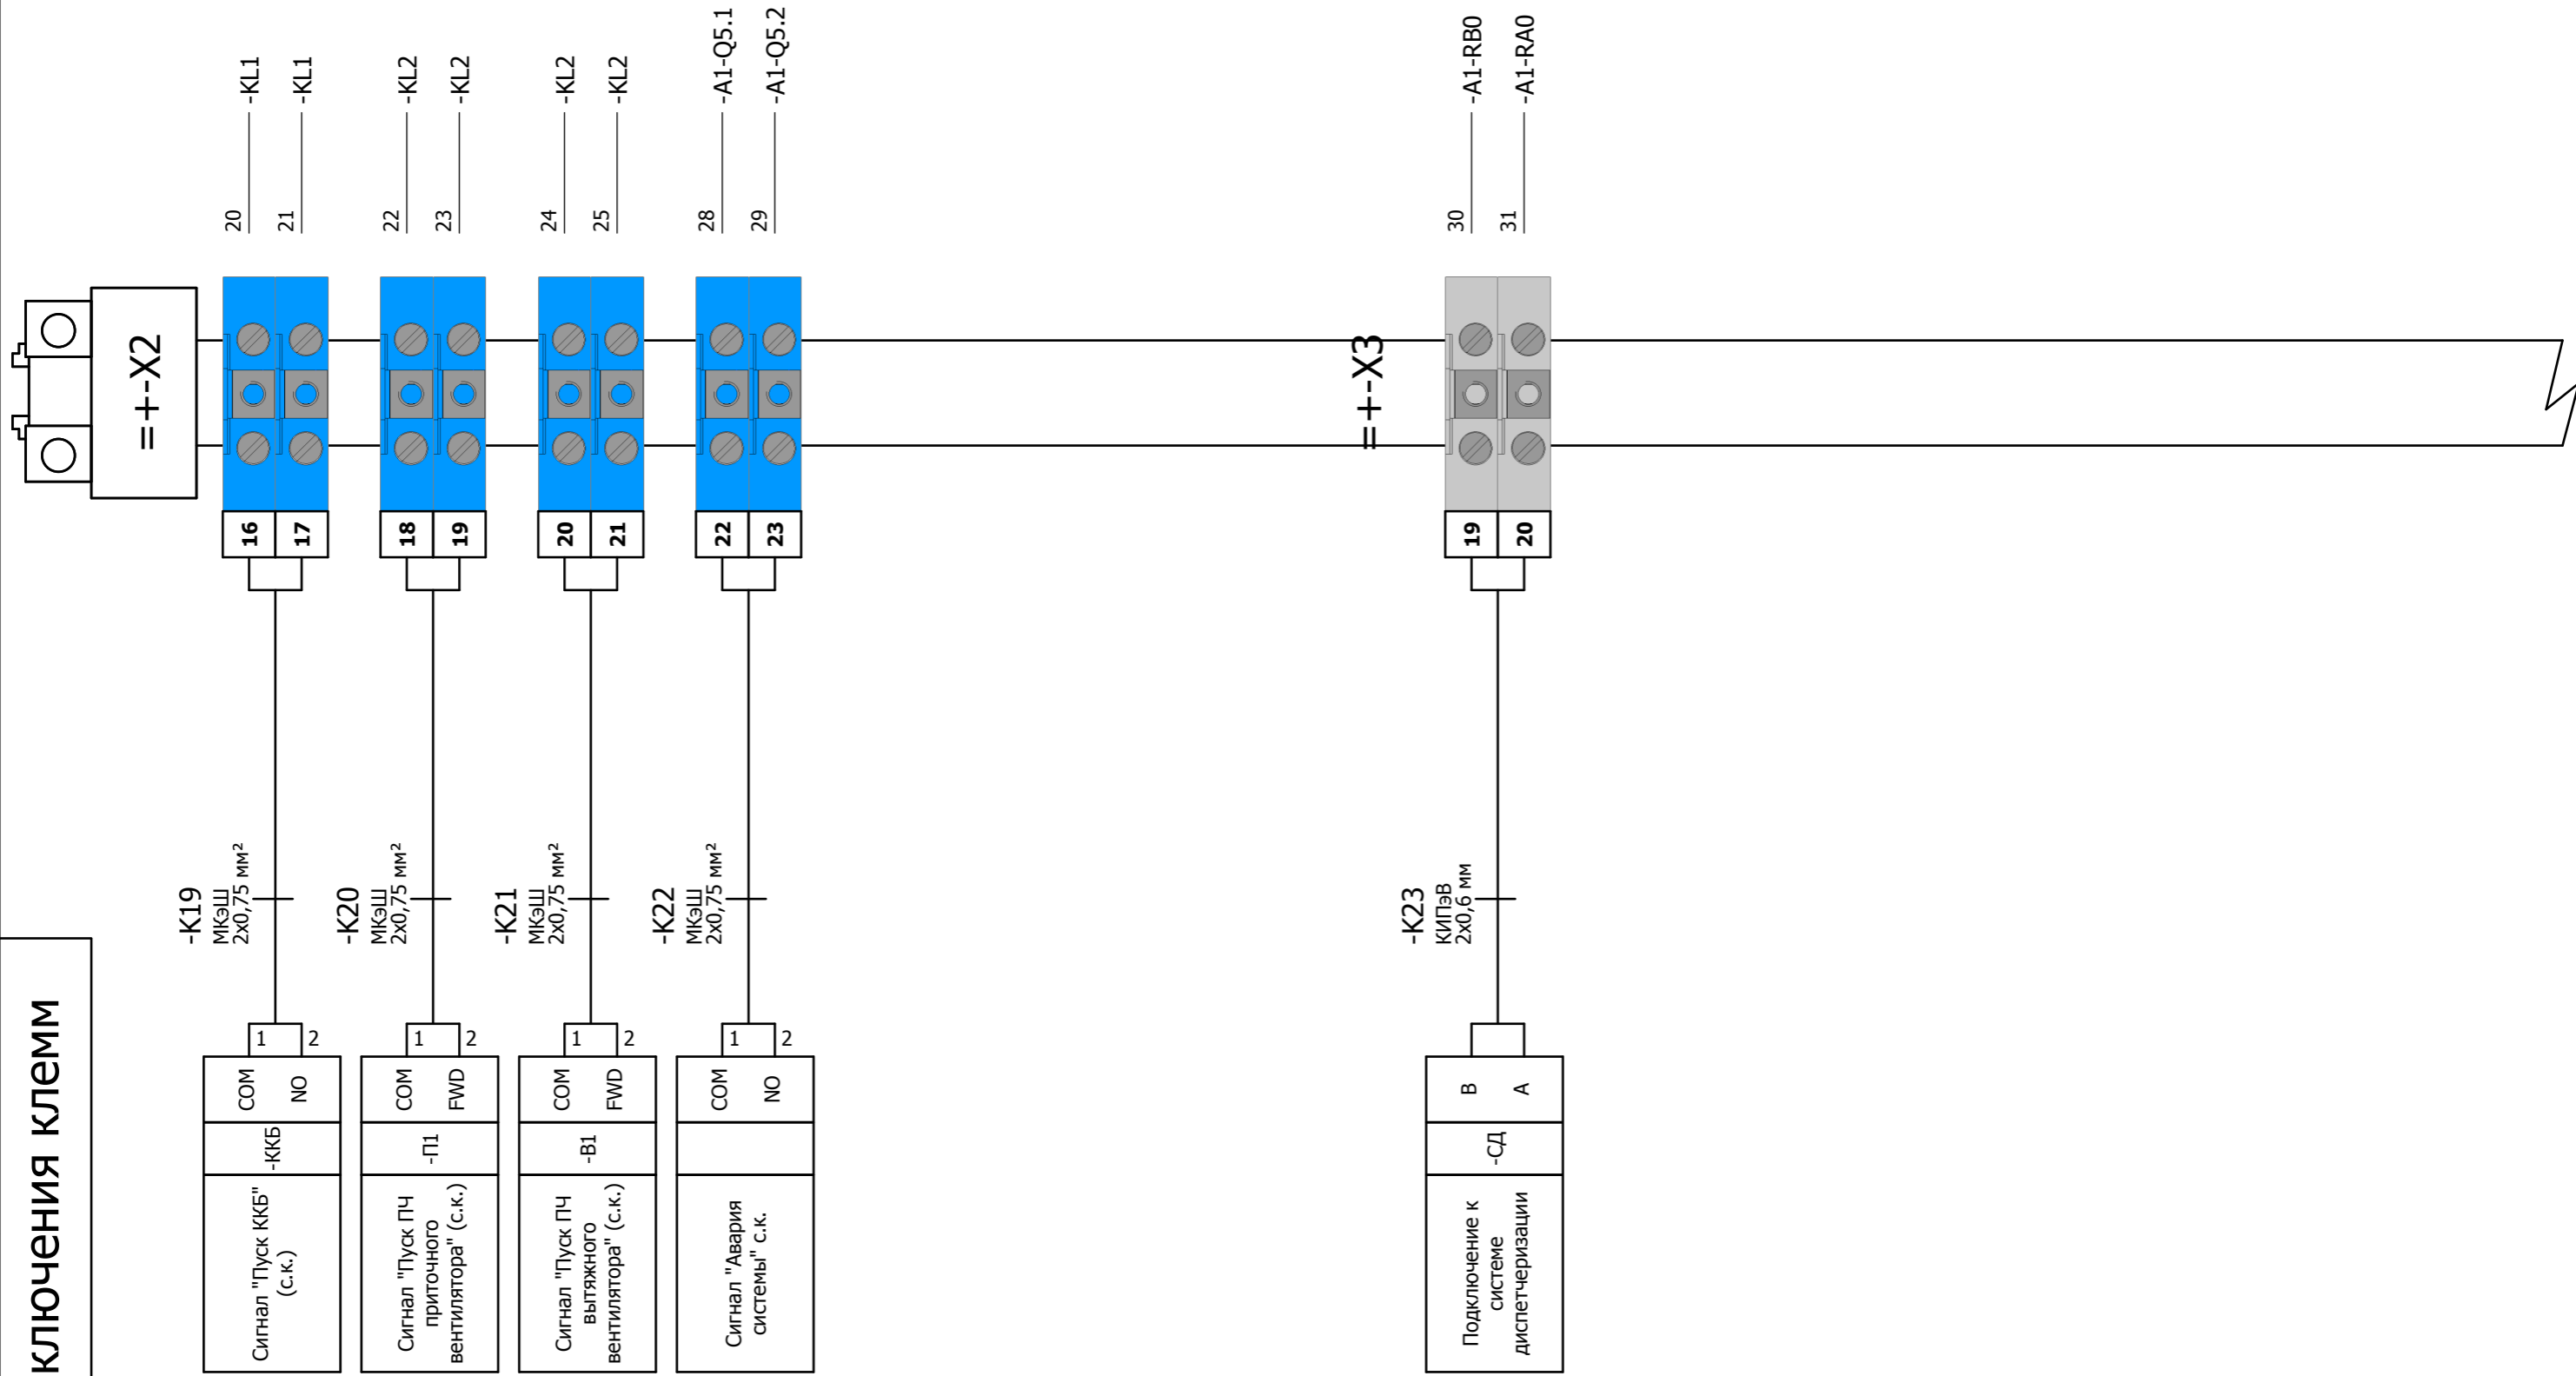 -KL1
-KL1
-KL2
-KL2
-KL2
-KL2
-A1-Q5.1
-A1-Q5.2
-A1-RB0
-A1-RA0
20
21
22
23
24
25
28
29
30
31
=+-X2
=+-X3
16
17
18
19
20
21
22
23
19
20
-K19
МКэШ
2x0,75 мм²
-K20
МКэШ
2x0,75 мм²
-K21
МКэШ
2x0,75 мм²
-K22
МКэШ
2x0,75 мм²
-K23
КИПэВ
2x0,6 мм
ключения клемм
1
2
1
2
1
2
1
2
COM
NO
COM
FWD
COM
FWD
COM
NO
B
A
-ККБ
-П1
-В1
-СД
Сигнал "Пуск ККБ"
(с.к.)
Сигнал "Пуск ПЧ
приточного
вентилятора" (с.к.)
Сигнал "Пуск ПЧ
вытяжного
вентилятора" (с.к.)
Сигнал "Авария
системы" с.к.
Подключение к
системе
диспетчеризации